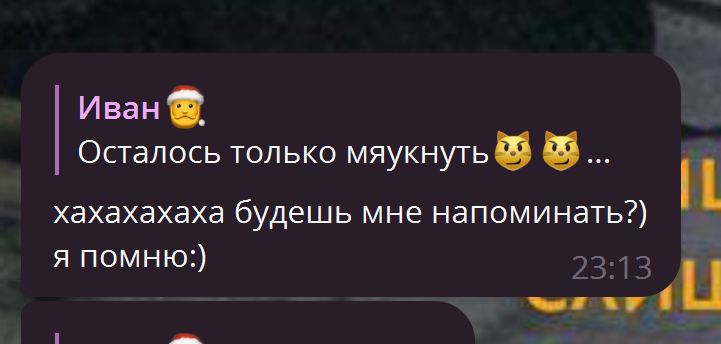 Иван🎅
Осталось только мяукнуть😼 😼...
хахахахаха будешь мне напоминать?)
я помню:)
23:13